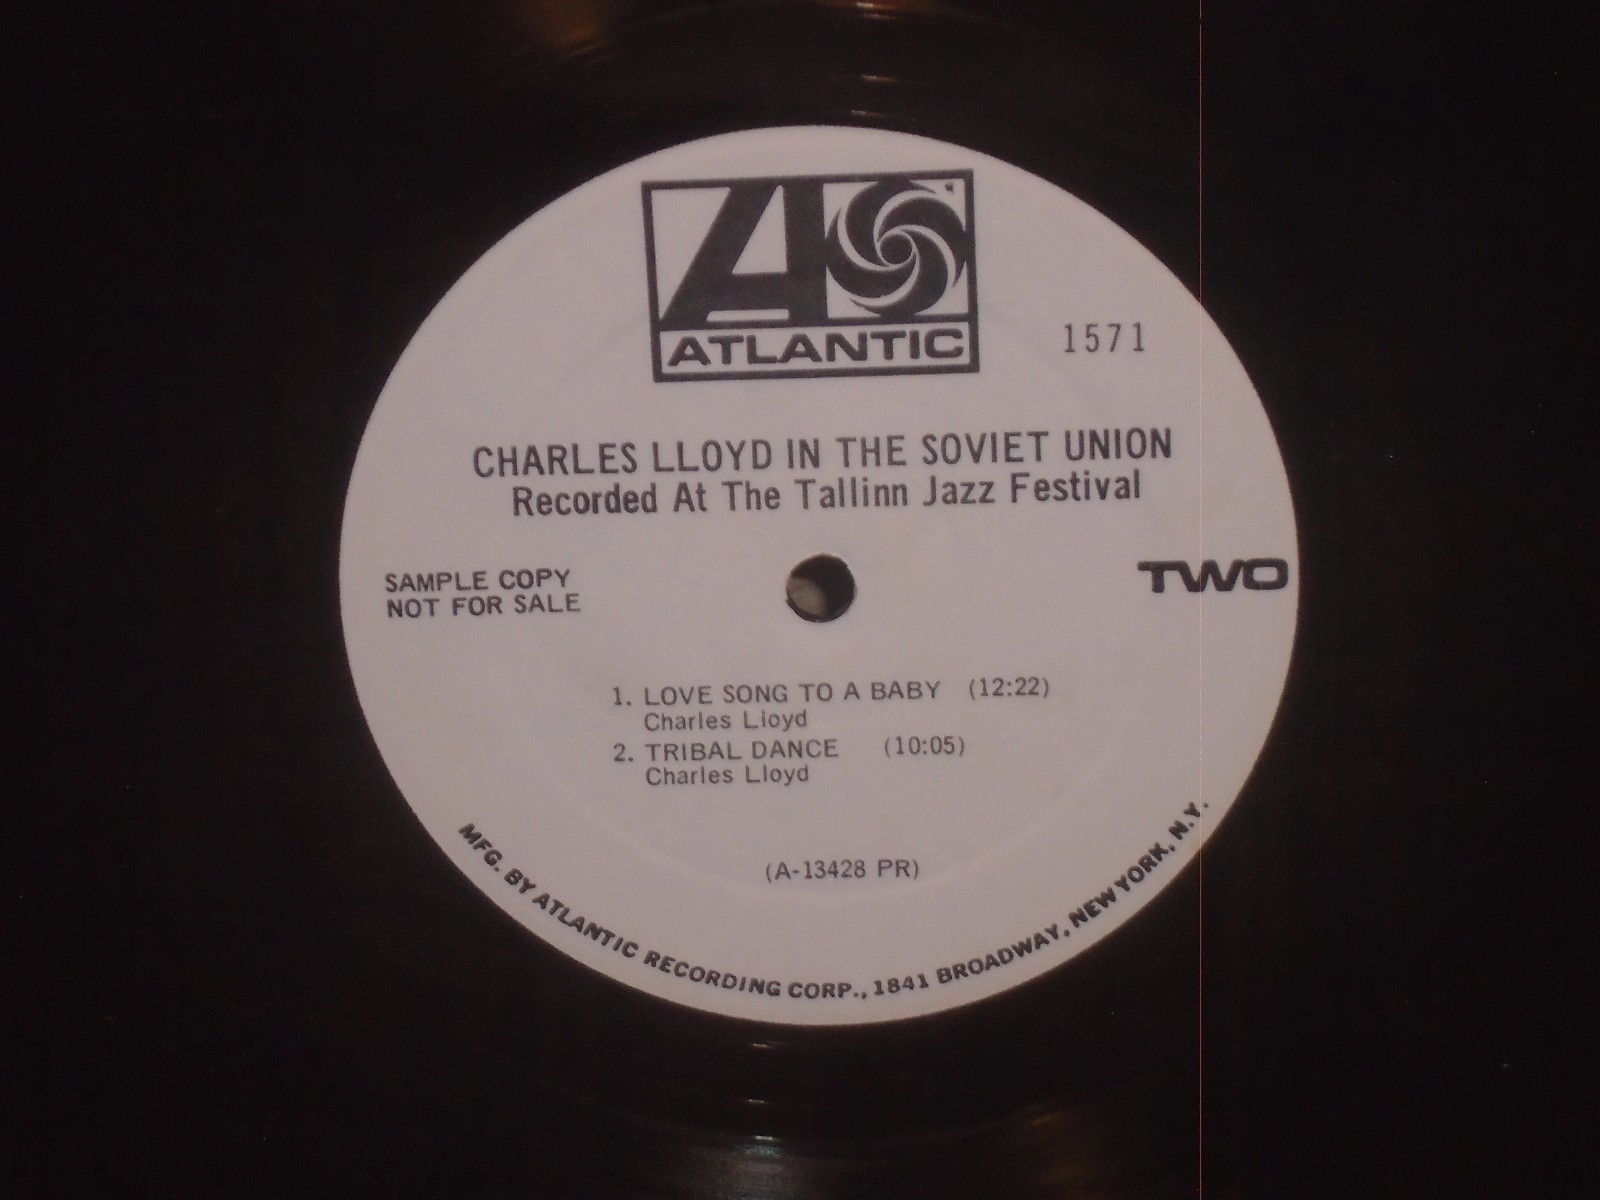 ATLANTIC
1571
CHARLES LLOYD IN THE SOVIET UNION
Recorded At The Tallinn Jazz Festival
SAMPLE COPY
NOT FOR SALE
TWO
1. LOVE SONG TO A BABY (12:22)
Charles Lloyd
2. TRIBAL DANCE (10:05)
Charles Lloyd
(A-13428 PR)
MFG. BY ATLANTIC RECORDING CORP., 1841 BROADWAY, NEW YORK, N.Y.